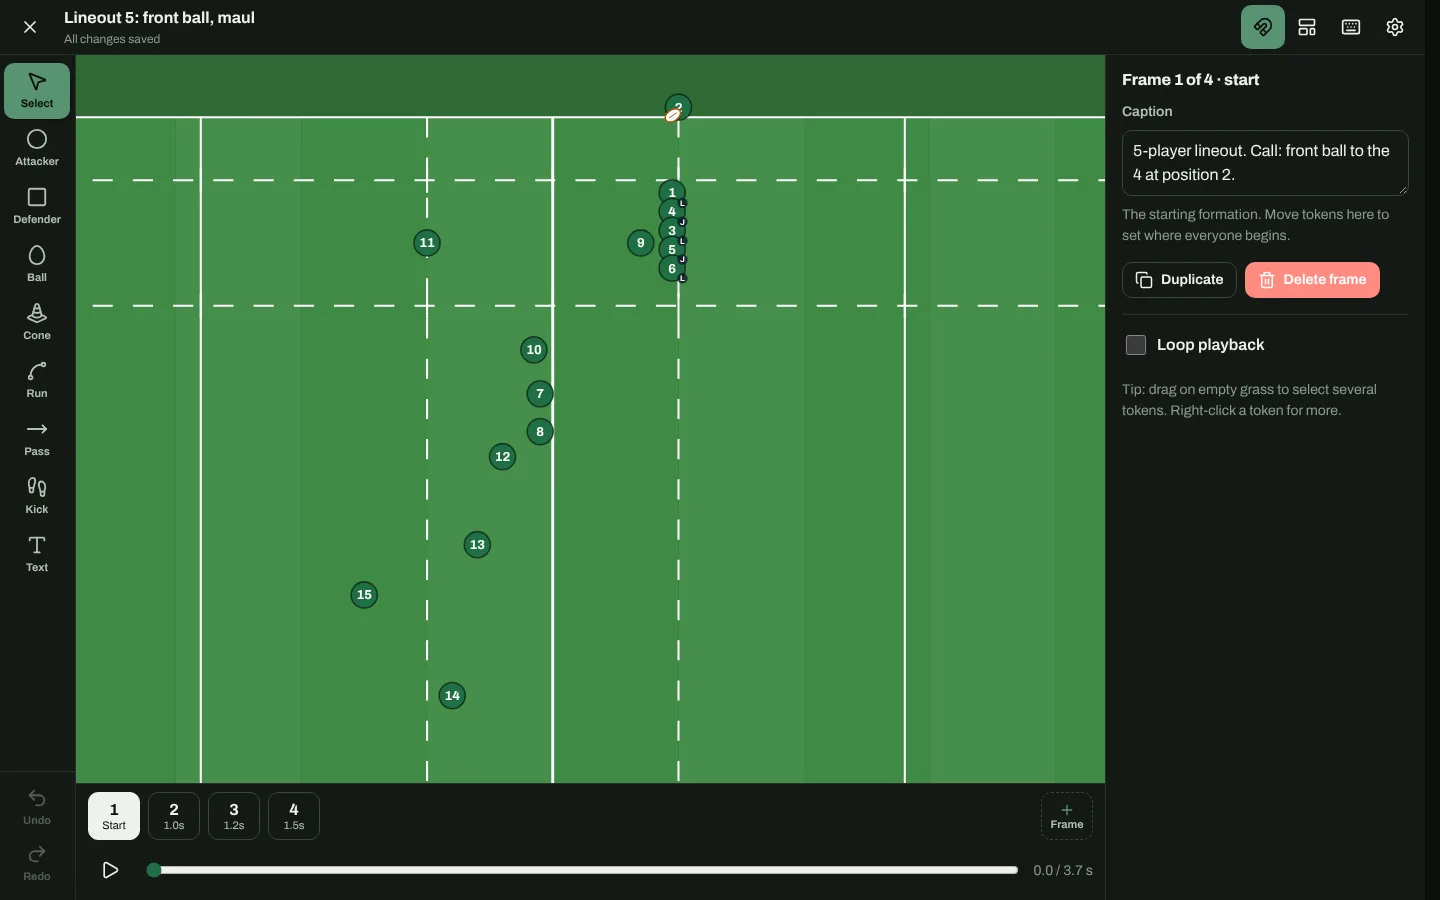 Lineout 5: front ball, maul
All changes saved
Select
Attacker
Defender
Ball
Cone
Run
Pass
Kick
Text
Undo
Redo
2
1
L
4
J
3
L
5
J
6
L
11
9
10
7
8
12
13
15
14
1
Start
2
1.0s
3
1.2s
4
1.5s
+
Frame
0.0 / 3.7 s
Frame 1 of 4 · start
Caption
5-player lineout. Call: front ball to the
4 at position 2.
The starting formation. Move tokens here to
set where everyone begins.
Duplicate
Delete frame
Loop playback
Tip: drag on empty grass to select several
tokens. Right-click a token for more.